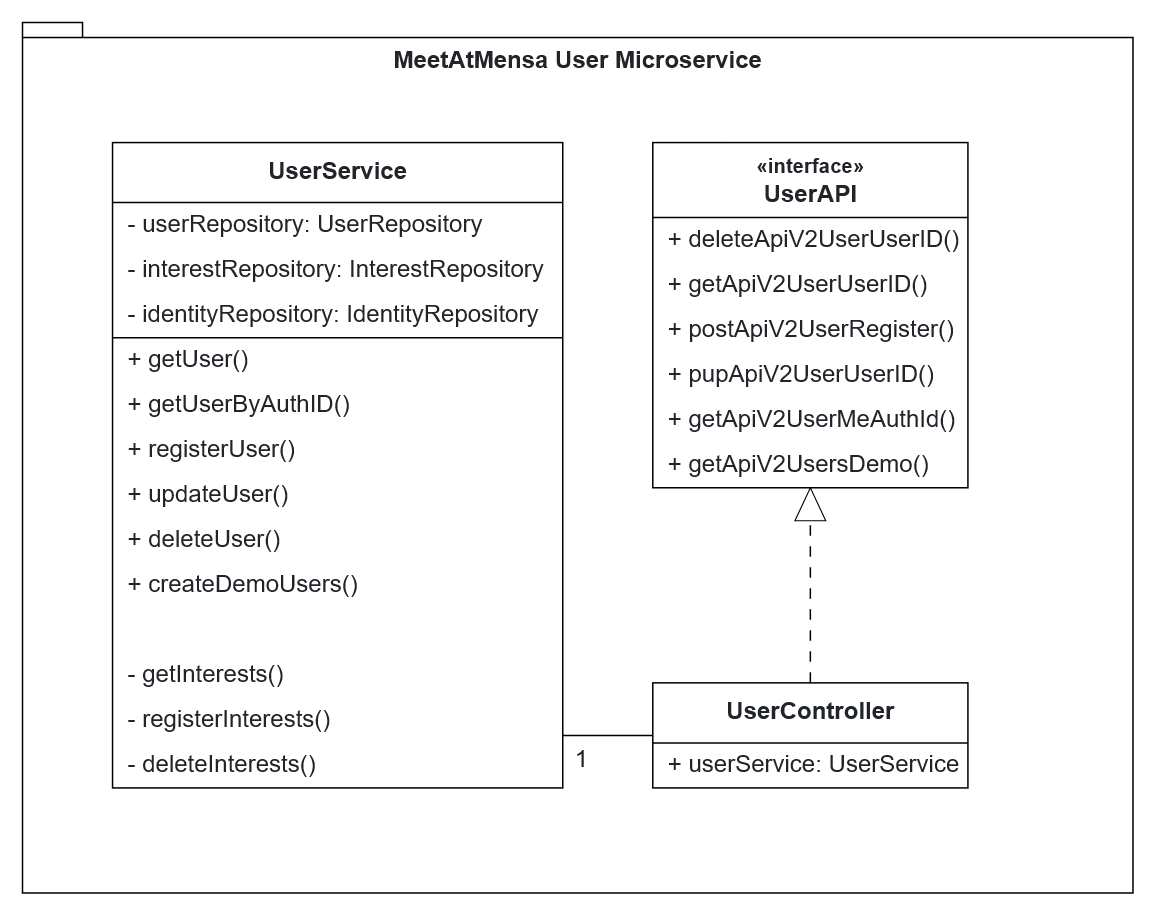 MeetAtMensa User Microservice
UserService
- userRepository: UserRepository
- interestRepository: InterestRepository
- identityRepository: IdentityRepository
+ getUser()
+ getUserByAuthID()
+ registerUser()
+ updateUser()
+ deleteUser()
+ createDemoUsers()
- getInterests()
- registerInterests()
- deleteInterests()
«interface»
UserAPI
+ deleteApiV2UserUserID()
+ getApiV2UserUserID()
+ postApiV2UserRegister()
+ pupApiV2UserUserID()
+ getApiV2UserMeAuthId()
+ getApiV2UsersDemo()
1
UserController
+ userService: UserService